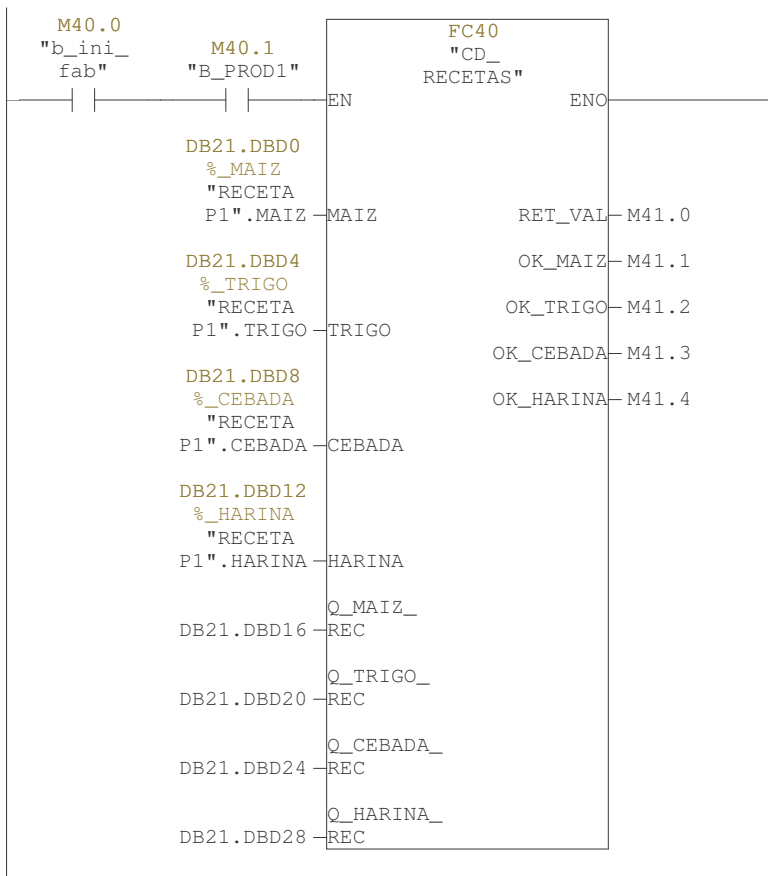 M40.0
"b_ini_
fab"
M40.1
"B_PROD1"
FC40
"CD_
RECETAS"
EN
ENO
DB21.DBD0
%_MAIZ
"RECETA
P1".MAIZ
MAIZ
RET_VAL
M41.0
DB21.DBD4
%_TRIGO
"RECETA
P1".TRIGO
TRIGO
OK_MAIZ
M41.1
OK_TRIGO
M41.2
OK_CEBADA
M41.3
DB21.DBD8
%_CEBADA
"RECETA
P1".CEBADA
CEBADA
OK_HARINA
M41.4
DB21.DBD12
%_HARINA
"RECETA
P1".HARINA
HARINA
Q_MAIZ_
DB21.DBD16
REC
Q_TRIGO_
DB21.DBD20
REC
Q_CEBADA_
DB21.DBD24
REC
Q_HARINA_
DB21.DBD28
REC